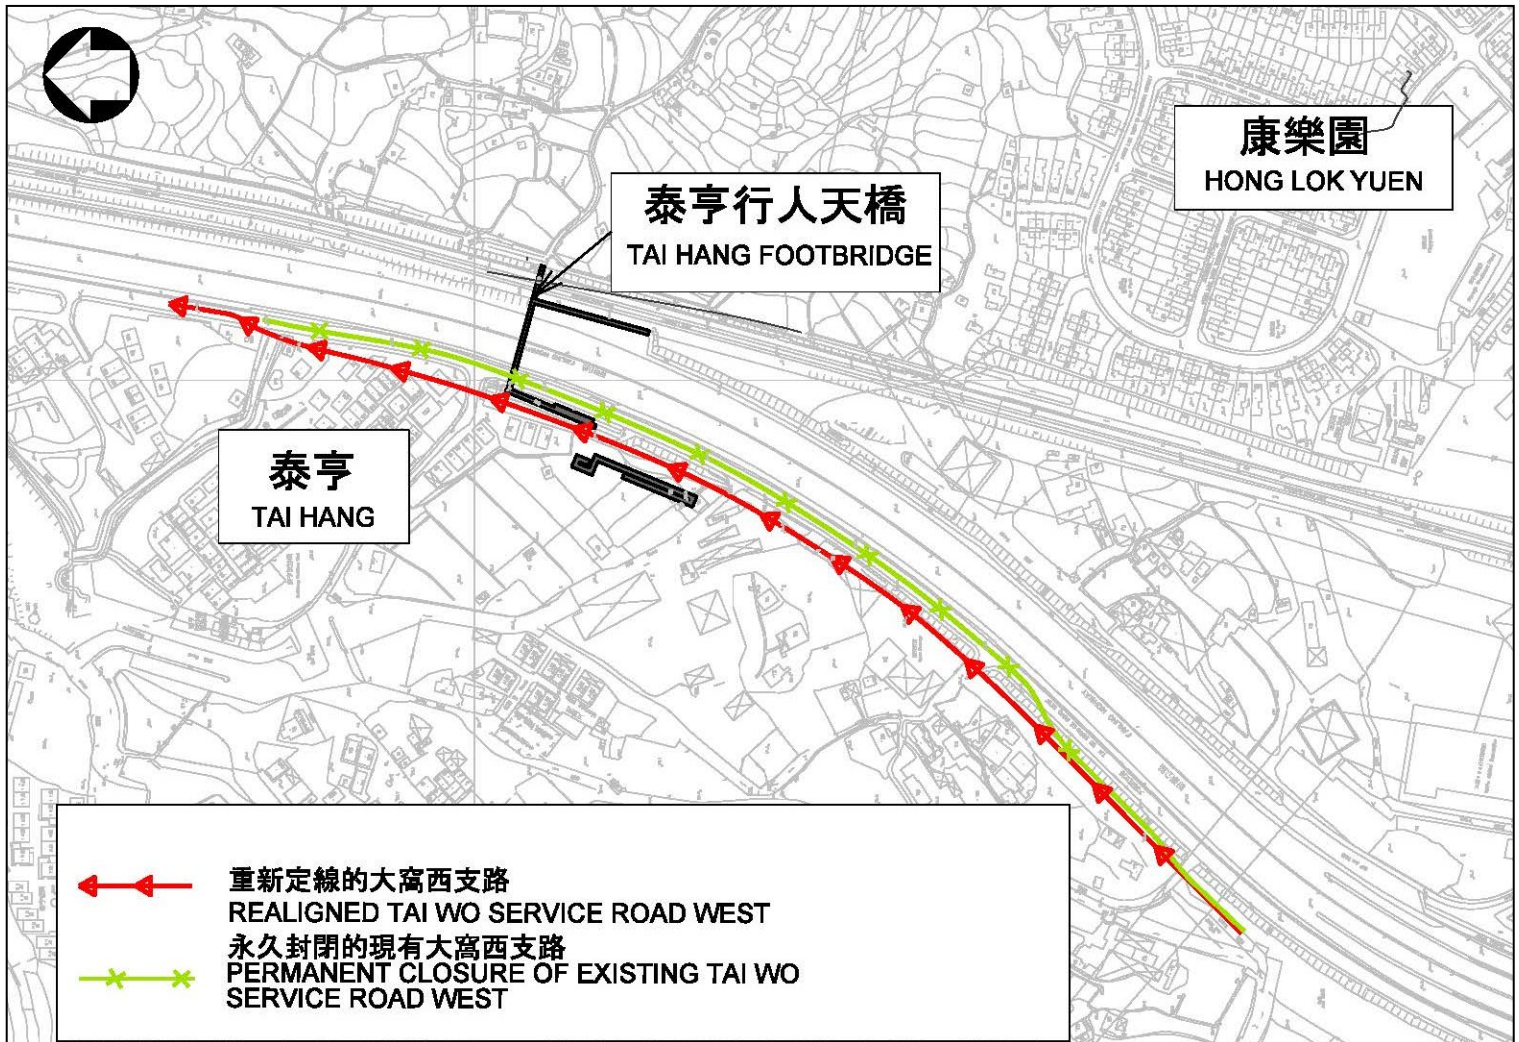 康樂園
HONG LOK YUEN
泰亨行人天橋
TAI HANG FOOTBRIDGE
泰亨
TAI HANG
重新定線的大窩西支路
REALIGNED TAI WO SERVICE ROAD WEST
永久封閉的現有大窩西支路
PERMANENT CLOSURE OF EXISTING TAI WO
SERVICE ROAD WEST